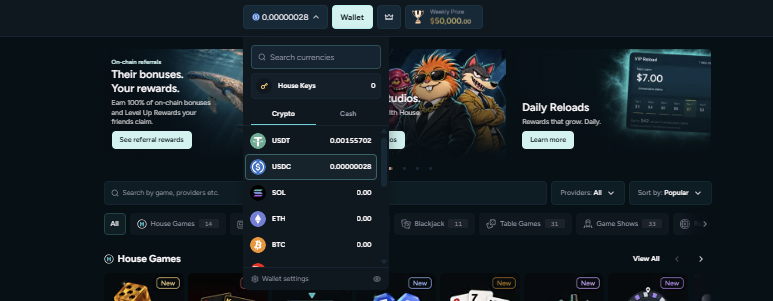 0.00000028
Wallet
Weekly Prize
$50,000.00
Search currencies
House Keys 0
Crypto Cash
USDT 0.00155702
USDC 0.00000028
SOL 0.00
ETH 0.00
BTC 0.00
Wallet settings
On-chain referrals
Their bonuses.
Your rewards.
Earn 100% of on-chain bonuses
and Level Up Rewards your
friends claim.
See referral rewards
tudios.
ith House
os
Daily Reloads
Rewards that grow. Daily.
Learn more
VIP Reload
$7.00
Search by game, providers etc.
Providers: All
Sort by: Popular
All
House Games 14
Blackjack 11
Table Games 31
Game Shows 33
House Games
View All
New
New
New
New
New
New